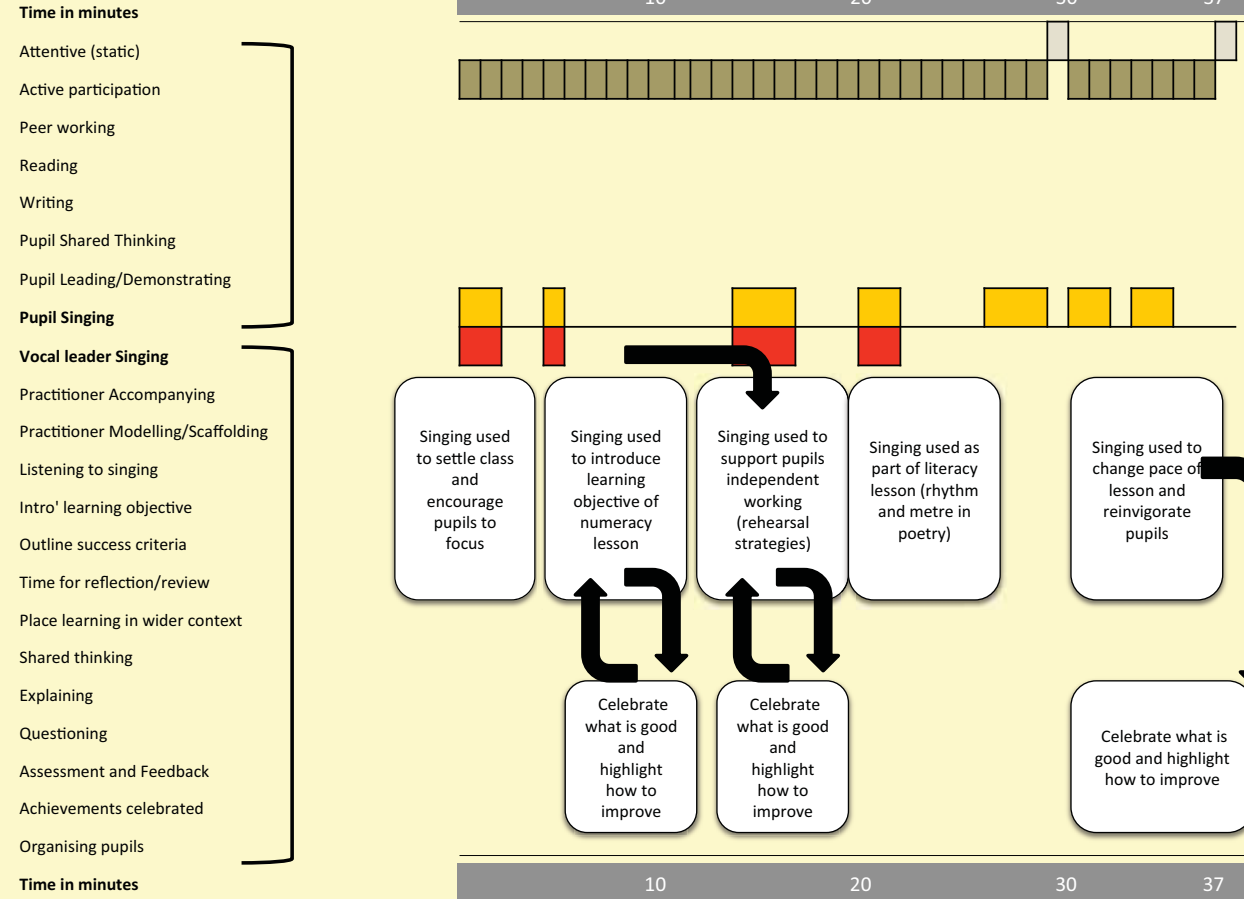 10 20 30 37
Time in minutes
Attentive (static)
Active participation
Peer working
Reading
Writing
Pupil Shared Thinking
Pupil Leading/Demonstrating
Pupil Singing
Vocal leader Singing
Practitioner Accompanying
Practitioner Modelling/Scaffolding
Listening to singing
Intro' learning objective
Outline success criteria
Time for reflection/review
Place learning in wider context
Shared thinking
Explaining
Questioning
Assessment and Feedback
Achievements celebrated
Organising pupils
Singing used
to settle class
and
encourage
pupils to
focus
Singing used
to introduce
learning
objective of
numeracy
lesson
Singing used to
support pupils
independent
working
(rehearsal
strategies)
Singing used as
part of literacy
lesson (rhythm
and metre in
poetry)
Singing used to
change pace of
lesson and
reinvigorate
pupils
Celebrate
what is good
and
highlight
how to
improve
Celebrate
what is good
and
highlight
how to
improve
Celebrate what is
good and highlight
how to improve
Time in minutes
10 20 30 37